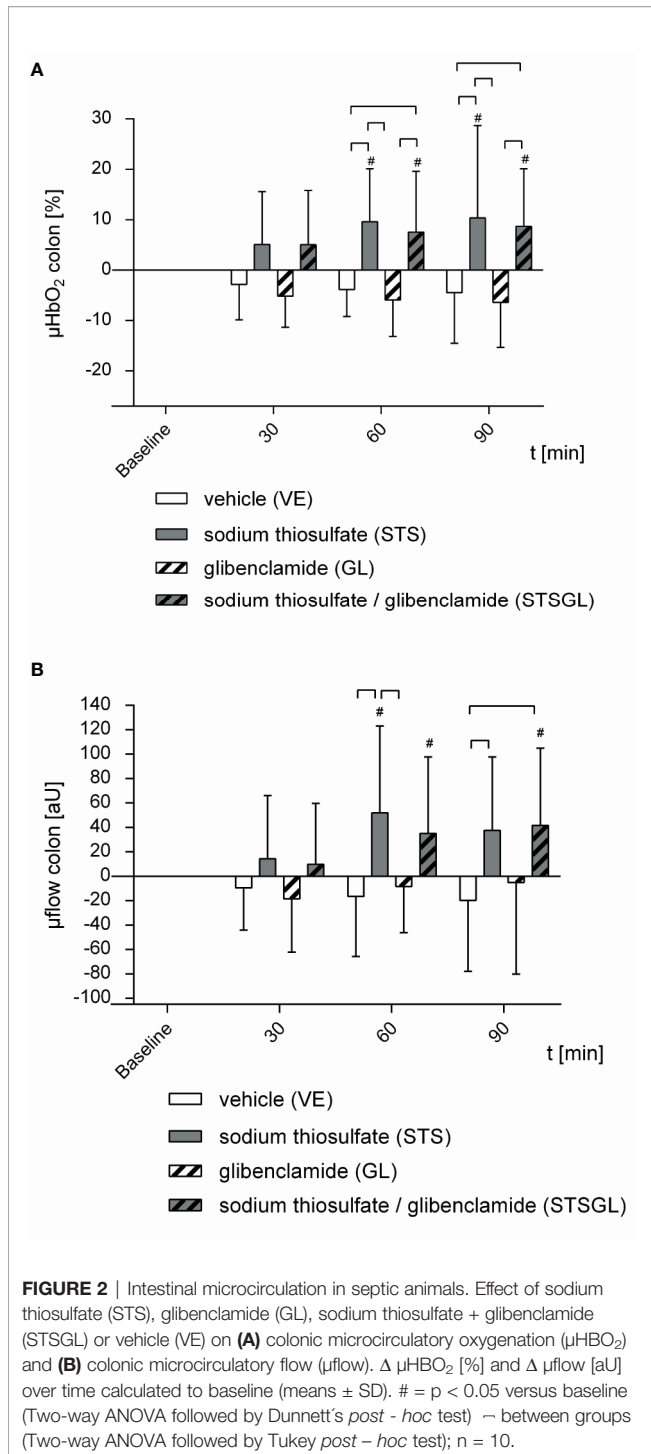 A
30
20
10
0
-10
-20
µHbO₂ colon [%]
# # # #
Baseline 30 60 90
t [min]
vehicle (VE)
sodium thiosulfate (STS)
glibenclamide (GL)
sodium thiosulfate / glibenclamide (STSGL)
B
140
120
100
80
60
40
20
0
-20
-40
-60
-80
-100
µflow colon [aU]
# # #
Baseline 30 60 90
t [min]
vehicle (VE)
sodium thiosulfate (STS)
glibenclamide (GL)
sodium thiosulfate / glibenclamide (STSGL)
FIGURE 2 | Intestinal microcirculation in septic animals. Effect of sodium
thiosulfate (STS), glibenclamide (GL), sodium thiosulfate + glibenclamide
(STSGL) or vehicle (VE) on (A) colonic microcirculatory oxygenation (µHBO₂)
and (B) colonic microcirculatory flow (µflow). Δ µHBO₂ [%] and Δ µflow [aU]
over time calculated to baseline (means ± SD). # = p < 0.05 versus baseline
(Two-way ANOVA followed by Dunnett´s post - hoc test) ¬ between groups
(Two-way ANOVA followed by Tukey post – hoc test); n = 10.